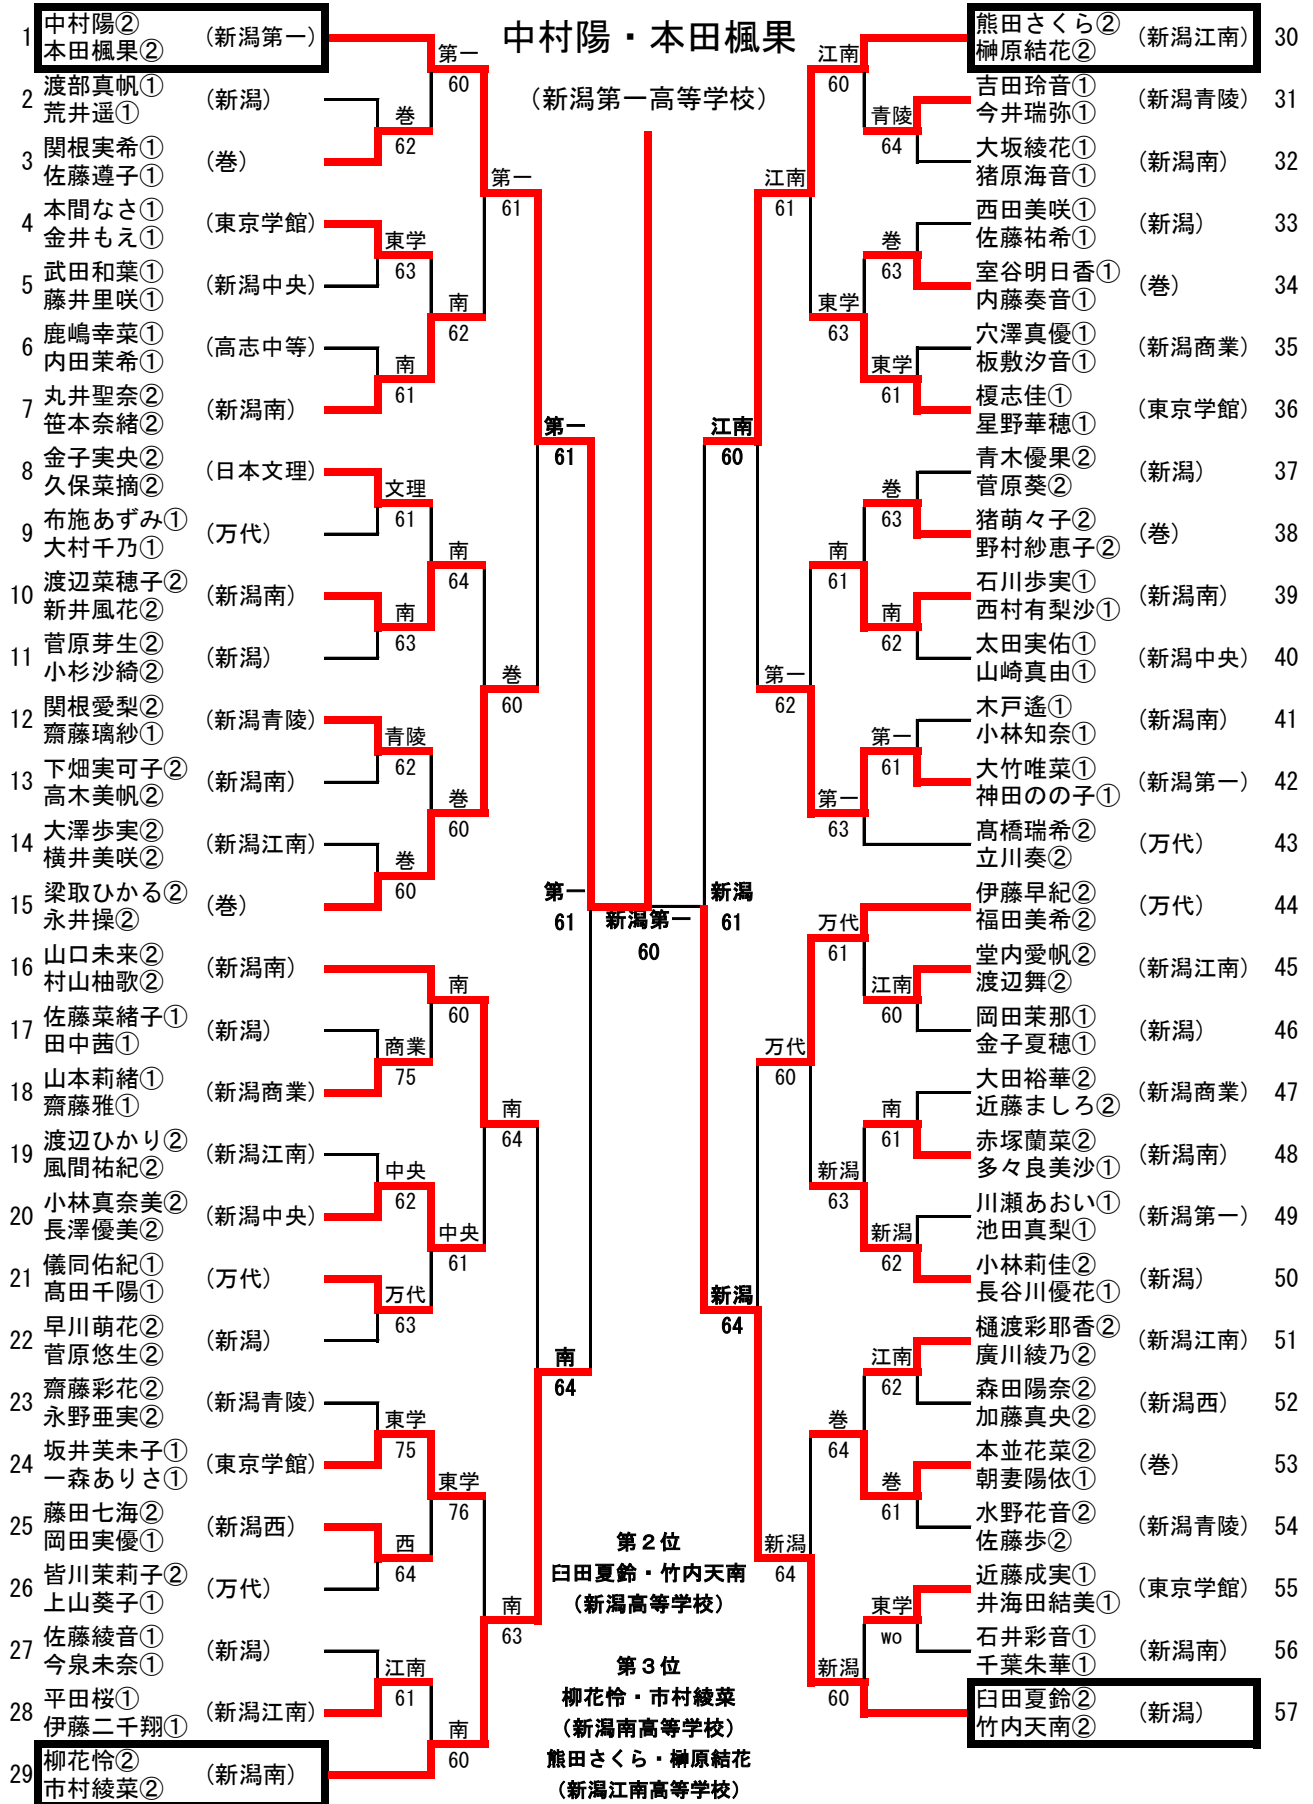 中村陽・本田楓果
（新潟第一高等学校）
1 中村陽② 本田楓果② （新潟第一）
2 渡部真帆① 荒井遥① （新潟）
3 関根実希① 佐藤遵子① （巻）
4 本間なさ① 金井もえ① （東京学館）
5 武田和葉① 藤井里咲① （新潟中央）
6 鹿嶋幸菜① 内田茉希① （高志中等）
7 丸井聖奈② 笹本奈緒② （新潟南）
8 金子実央② 久保菜摘② （日本文理）
9 布施あずみ① 大村千乃① （万代）
10 渡辺菜穂子② 新井風花② （新潟南）
11 菅原芽生② 小杉沙綺② （新潟）
12 関根愛梨② 齋藤璃紗① （新潟青陵）
13 下畑実可子② 高木美帆② （新潟南）
14 大澤歩実② 横井美咲② （新潟江南）
15 梁取ひかる② 永井操② （巻）
16 山口未来② 村山柚歌② （新潟南）
17 佐藤菜緒子① 田中茜① （新潟）
18 山本莉緒① 齋藤雅① （新潟商業）
19 渡辺ひかり② 風間祐紀② （新潟江南）
20 小林真奈美② 長澤優美② （新潟中央）
21 儀同佑紀① 髙田千陽① （万代）
22 早川萌花② 菅原悠生② （新潟）
23 齋藤彩花② 永野亜実② （新潟青陵）
24 坂井芙未子① 一森ありさ① （東京学館）
25 藤田七海② 岡田実優① （新潟西）
26 皆川茉莉子② 上山葵子① （万代）
27 佐藤綾音① 今泉未奈① （新潟）
28 平田桜① 伊藤二千翔① （新潟江南）
29 柳花怜② 市村綾菜② （新潟南）
巻 62
東学 63
南 61
文理 61
南 63
青陵 62
巻 60
商業 75
中央 62
万代 63
東学 75
西 64
江南 61
第一 60
南 62
南 64
巻 60
南 60
中央 61
東学 76
南 60
第一 61
巻 60
南 64
南 63
第一 61
南 64
第一 61
新潟第一 60
新潟 61
江南 60
新潟 64
江南 61
第一 62
万代 60
新潟 64
江南 60
東学 63
南 61
第一 63
万代 61
新潟 63
巻 64
新潟 60
青陵 64
巻 63
東学 61
巻 63
南 62
第一 61
江南 60
南 61
新潟 62
江南 62
巻 61
東学 wo
熊田さくら② 榊原結花② （新潟江南） 30
吉田玲音① 今井瑞弥① （新潟青陵） 31
大坂綾花① 猪原海音① （新潟南） 32
西田美咲① 佐藤祐希① （新潟） 33
室谷明日香① 内藤奏音① （巻） 34
穴澤真優① 板敷汐音① （新潟商業） 35
榎志佳① 星野華穂① （東京学館） 36
青木優果② 菅原葵② （新潟） 37
猪萌々子② 野村紗恵子② （巻） 38
石川歩実① 西村有梨沙① （新潟南） 39
太田実佑① 山崎真由① （新潟中央） 40
木戸遙① 小林知奈① （新潟南） 41
大竹唯菜① 神田のの子① （新潟第一） 42
髙橋瑞希② 立川奏② （万代） 43
伊藤早紀② 福田美希② （万代） 44
堂内愛帆② 渡辺舞② （新潟江南） 45
岡田茉那① 金子夏穂① （新潟） 46
大田裕華② 近藤ましろ② （新潟商業） 47
赤塚蘭菜② 多々良美沙① （新潟南） 48
川瀬あおい① 池田真梨① （新潟第一） 49
小林莉佳② 長谷川優花① （新潟） 50
樋渡彩耶香② 廣川綾乃② （新潟江南） 51
森田陽奈② 加藤真央② （新潟西） 52
本並花菜② 朝妻陽依① （巻） 53
水野花音② 佐藤歩② （新潟青陵） 54
近藤成実① 井海田結美① （東京学館） 55
石井彩音① 千葉朱華① （新潟南） 56
臼田夏鈴② 竹内天南② （新潟） 57
第２位
臼田夏鈴・竹内天南
（新潟高等学校）
第３位
柳花怜・市村綾菜
（新潟南高等学校）
熊田さくら・榊原結花
（新潟江南高等学校）